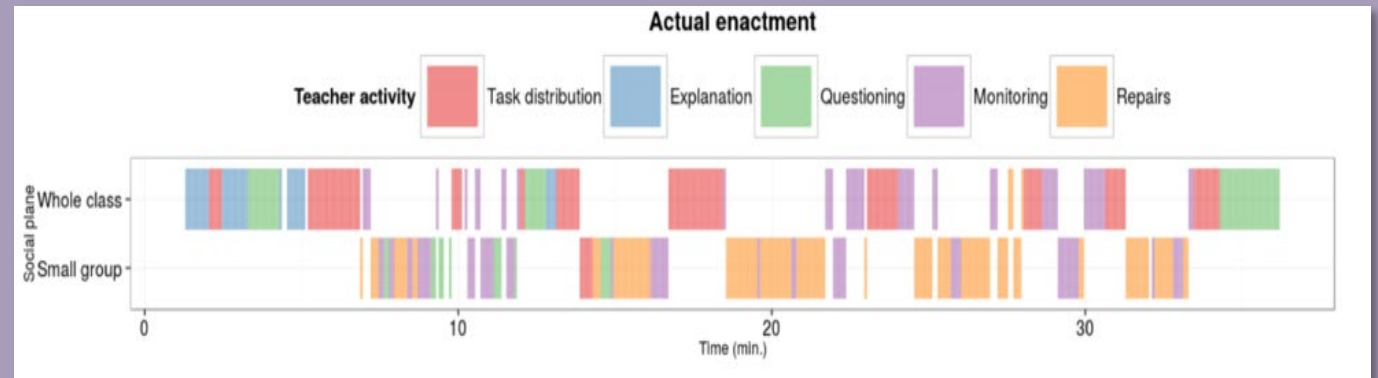 Actual enactment
Teacher activity Task distribution Explanation Questioning Monitoring Repairs
Social plane
Whole class
Small group
0 10 20 30
Time (min.)